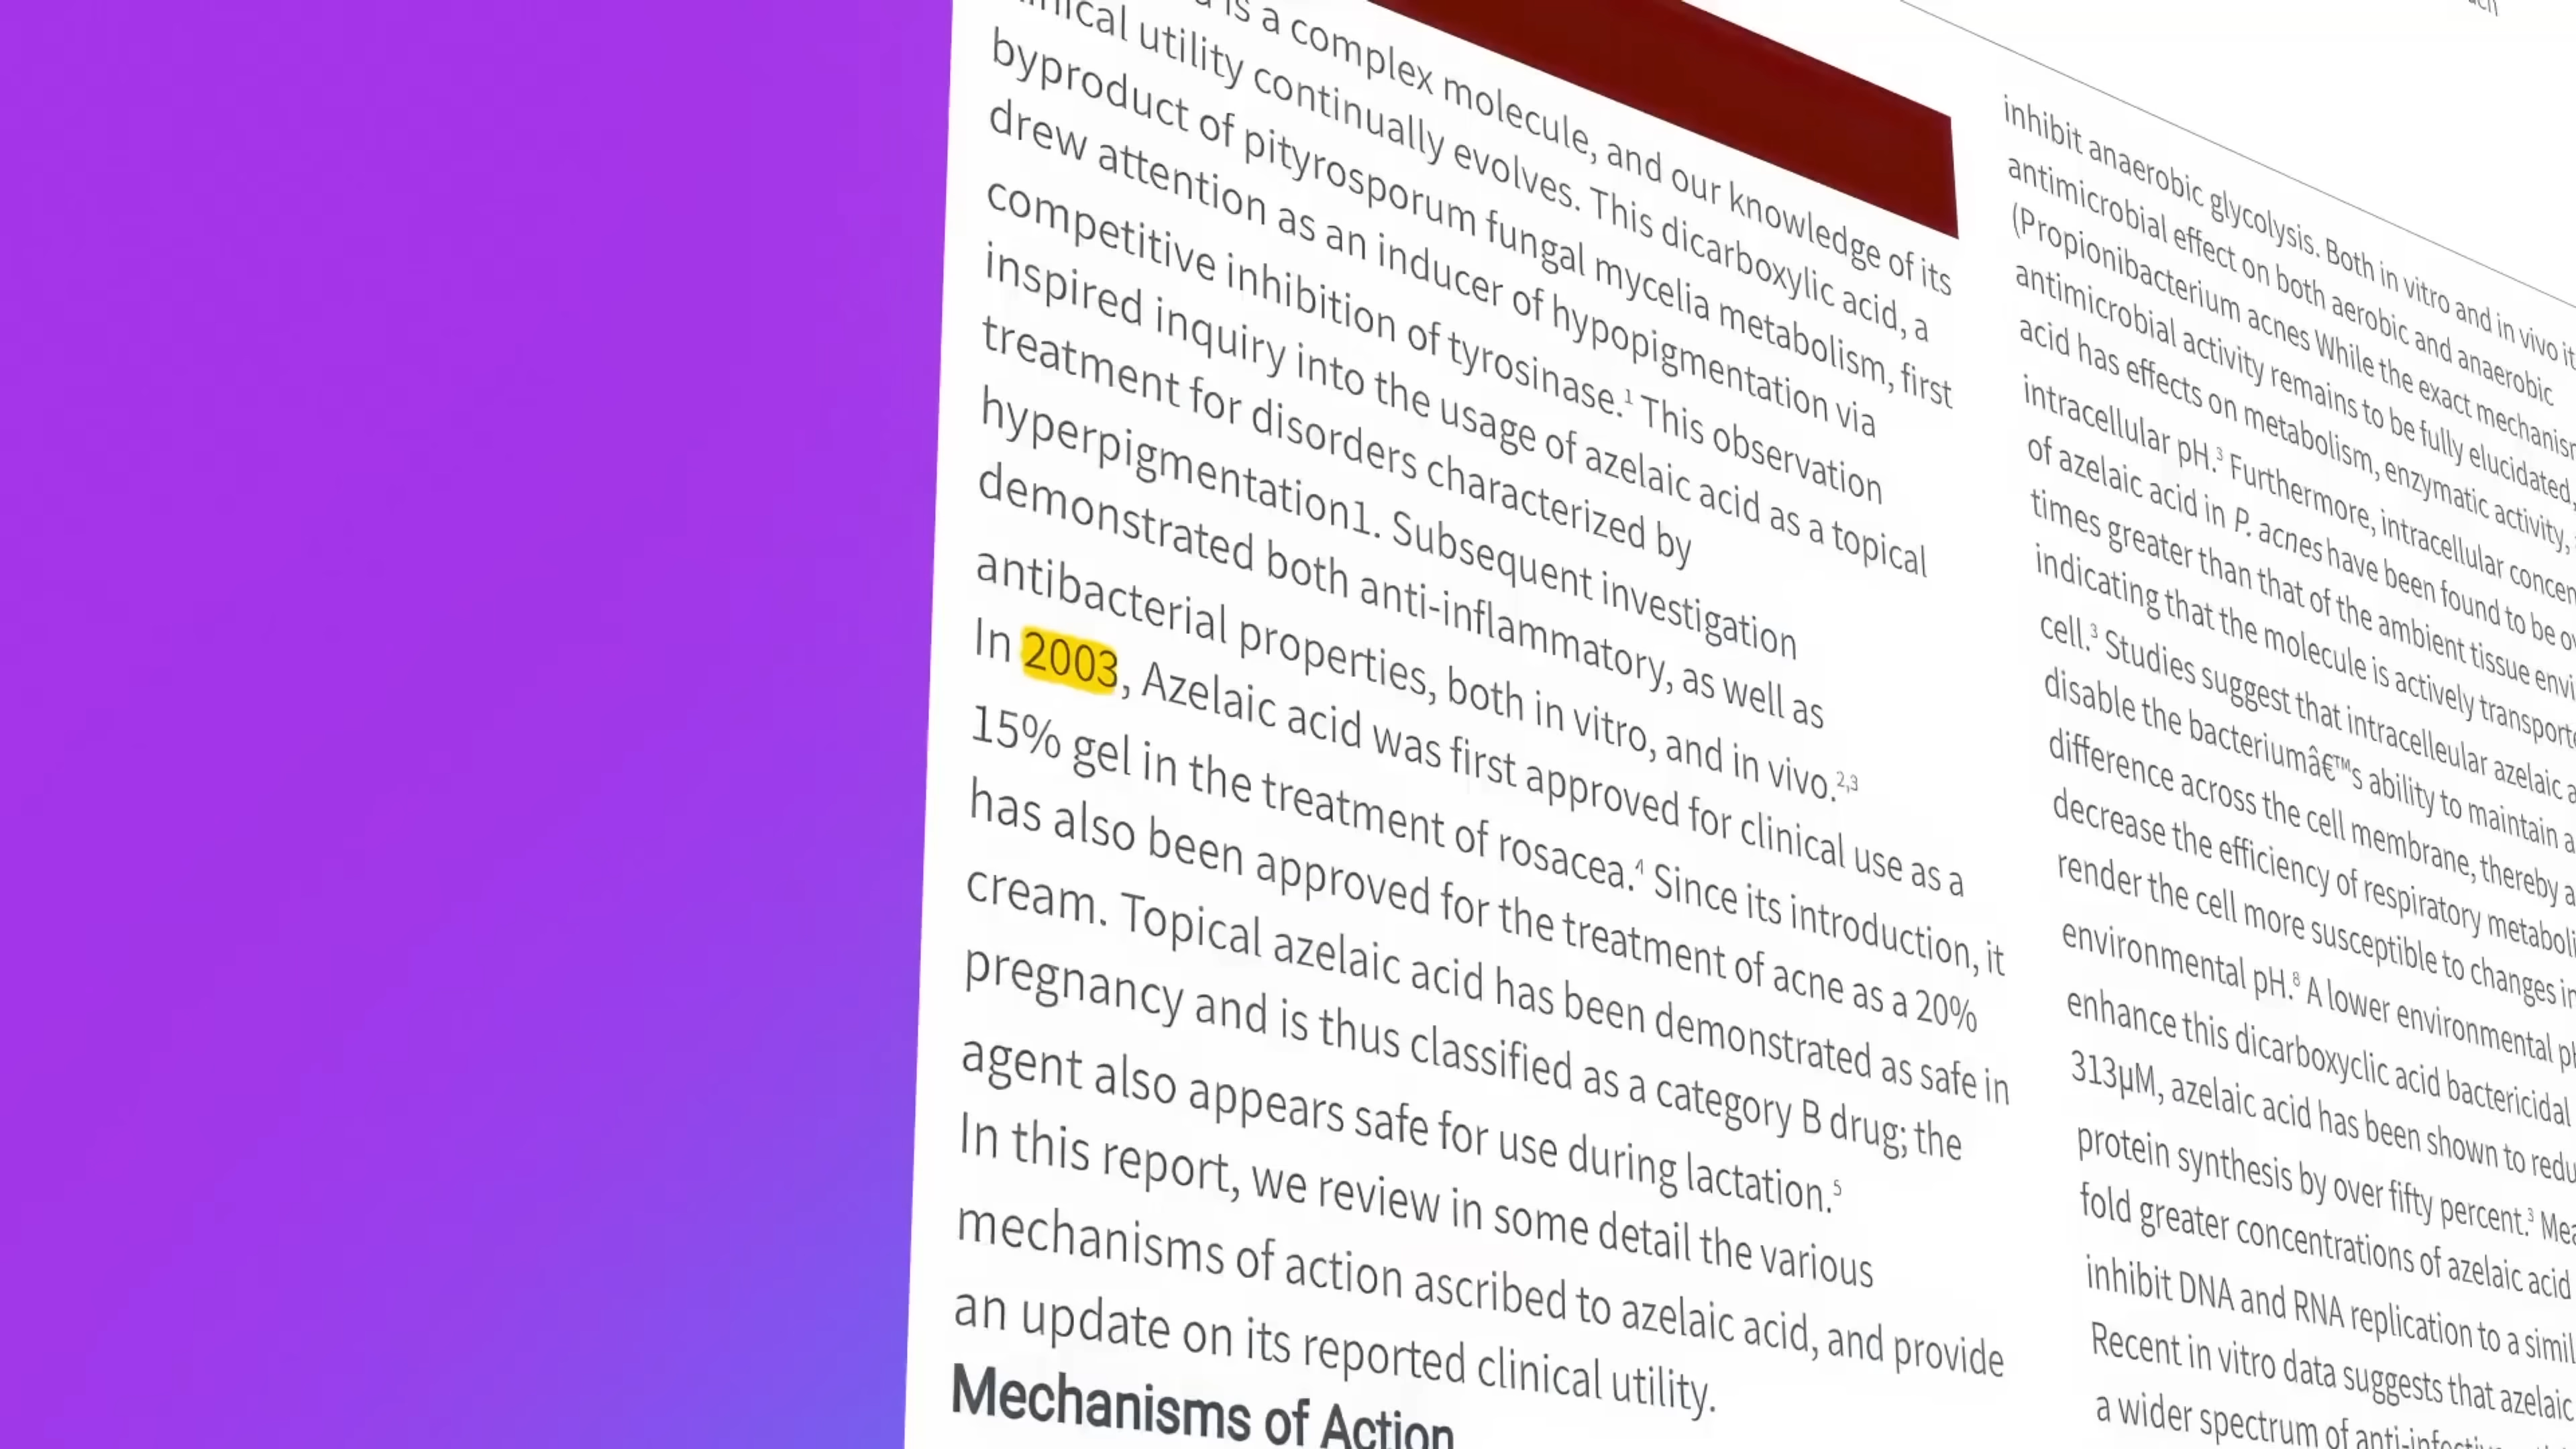 is a complex molecule, and our knowledge of its
clinical utility continually evolves. This dicarboxylic acid, a
byproduct of pityrosporum fungal mycelia metabolism, first
drew attention as an inducer of hypopigmentation via
competitive inhibition of tyrosinase.¹ This observation
inspired inquiry into the usage of azelaic acid as a topical
treatment for disorders characterized by
hyperpigmentation1. Subsequent investigation
demonstrated both anti-inflammatory, as well as
antibacterial properties, both in vitro, and in vivo.²,³
In 2003, Azelaic acid was first approved for clinical use as a
15% gel in the treatment of rosacea.⁴ Since its introduction, it
has also been approved for the treatment of acne as a 20%
cream. Topical azelaic acid has been demonstrated as safe in
pregnancy and is thus classified as a category B drug; the
agent also appears safe for use during lactation.⁵
In this report, we review in some detail the various
mechanisms of action ascribed to azelaic acid, and provide
an update on its reported clinical utility.
Mechanisms of Action
inhibit anaerobic glycolysis. Both in vitro and in vivo it
antimicrobial effect on both aerobic and anaerobic
(Propionibacterium acnes While the exact mechanism
antimicrobial activity remains to be fully elucidated,
acid has effects on metabolism, enzymatic activity,
intracellular pH.³ Furthermore, intracellular
of azelaic acid in P. acnes have been found to be
times greater than that of the ambient tissue
indicating that the molecule is actively
cell.³ Studies suggest that intracelleular azelaic
disable the bacteriumâ€™s ability to maintain a
difference across the cell membrane, thereby
decrease the efficiency of respiratory
render the cell more susceptible to changes in
environmental pH.⁸ A lower environmental
enhance this dicarboxyclic acid bactericidal
313µM, azelaic acid has been shown to
protein synthesis by over fifty percent.³
fold greater concentrations of azelaic acid
inhibit DNA and RNA replication to a
Recent in vitro data suggests that azelaic
a wider spectrum of